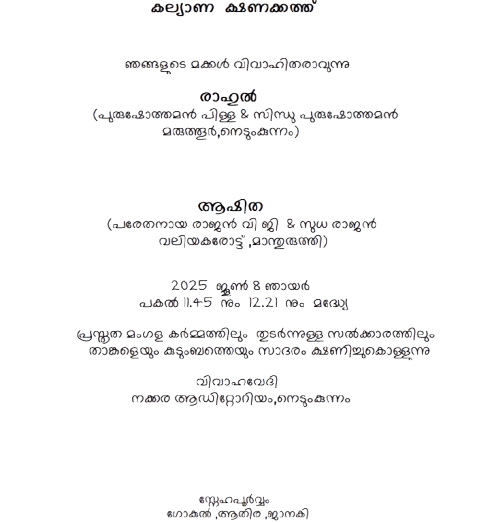 കല്യാണ ക്ഷണക്കത്ത്
ഞങ്ങളുടെ മക്കൾ വിവാഹിതരാവുന്നു
രാഹുൽ
(പുരുഷോത്തമൻ പിള്ള & സിന്ധു പുരുഷോത്തമൻ
മരുത്തൂർ,നെടുംകുന്നം)
ആഷിത
(പരേതനായ രാജൻ വി ജി & സുധ രാജൻ
വലിയകരോട്ട് ,മാന്തുരുത്തി)
2025 ജൂൺ 8 ഞായർ
പകൽ 11.45 നും 12.21 നും മദ്ധ്യേ
പ്രസ്തുത മംഗള കർമ്മത്തിലും തുടർന്നുള്ള സൽക്കാരത്തിലും
താങ്കളെയും കുടുംബത്തെയും സാദരം ക്ഷണിച്ചുകൊള്ളുന്നു
വിവാഹവേദി
നക്കര ആഡിറ്റോറിയം,നെടുംകുന്നം
സ്നേഹപൂർവ്വം
ഗോകുൽ ,ആതിര ,ജാനകി